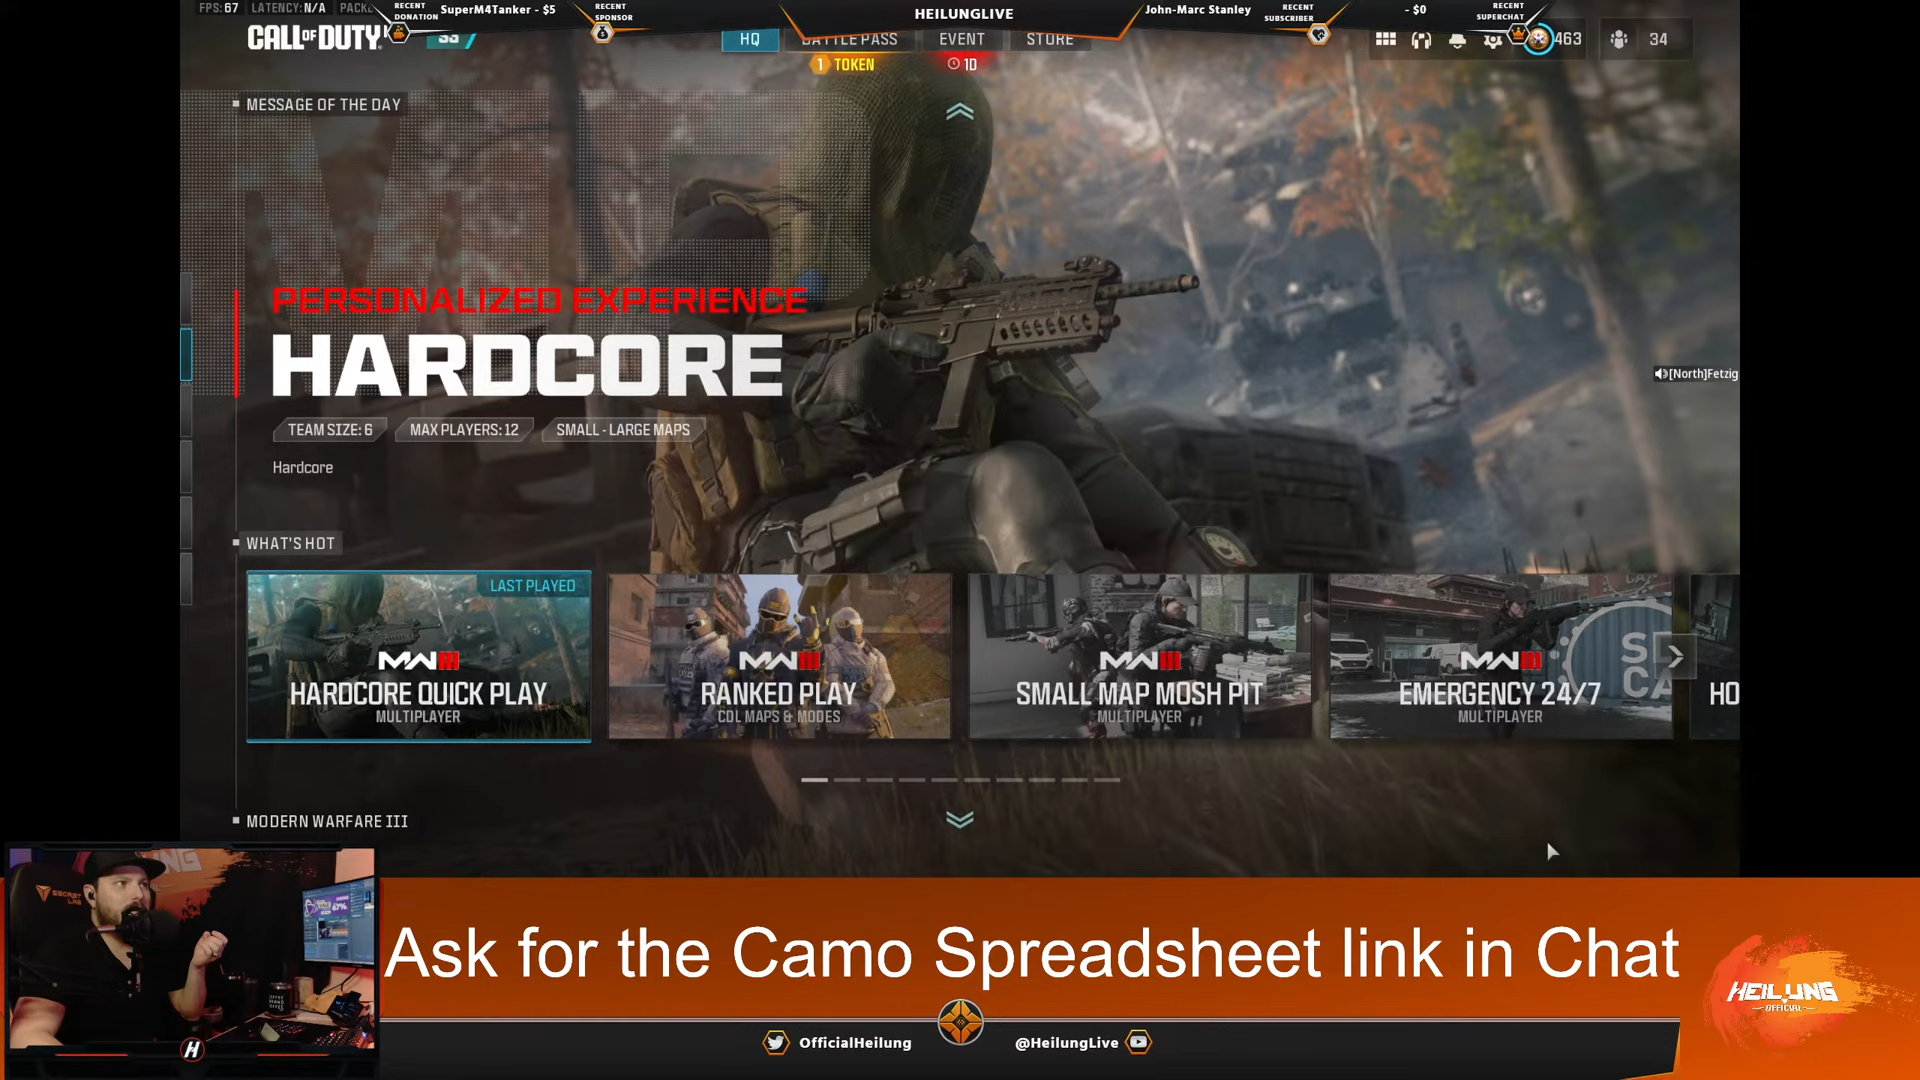 FPS: 67 LATENCY: N/A
RECENT DONATION
SuperM4Tanker - $5
RECENT SPONSOR
HEILUNGLIVE
John-Marc Stanley
RECENT SUBSCRIBER
- $0
RECENT SUPERCHAT
CALL OF DUTY
HQ
BATTLE PASS
EVENT
STORE
463
34
1 TOKEN
1D
MESSAGE OF THE DAY
PERSONALIZED EXPERIENCE
HARDCORE
TEAM SIZE: 6
MAX PLAYERS: 12
SMALL - LARGE MAPS
Hardcore
[North]Fetzig
WHAT'S HOT
LAST PLAYED
MWIII
HARDCORE QUICK PLAY
MULTIPLAYER
MWIII
RANKED PLAY
CDL MAPS & MODES
MWIII
SMALL MAP MOSH PIT
MULTIPLAYER
MWIII
EMERGENCY 24/7
MULTIPLAYER
HO
MODERN WARFARE III
SECRET LAB
67%
H
Ask for the Camo Spreadsheet link in Chat
HEILUNG
OFFICIAL
OfficialHeilung
@HeilungLive